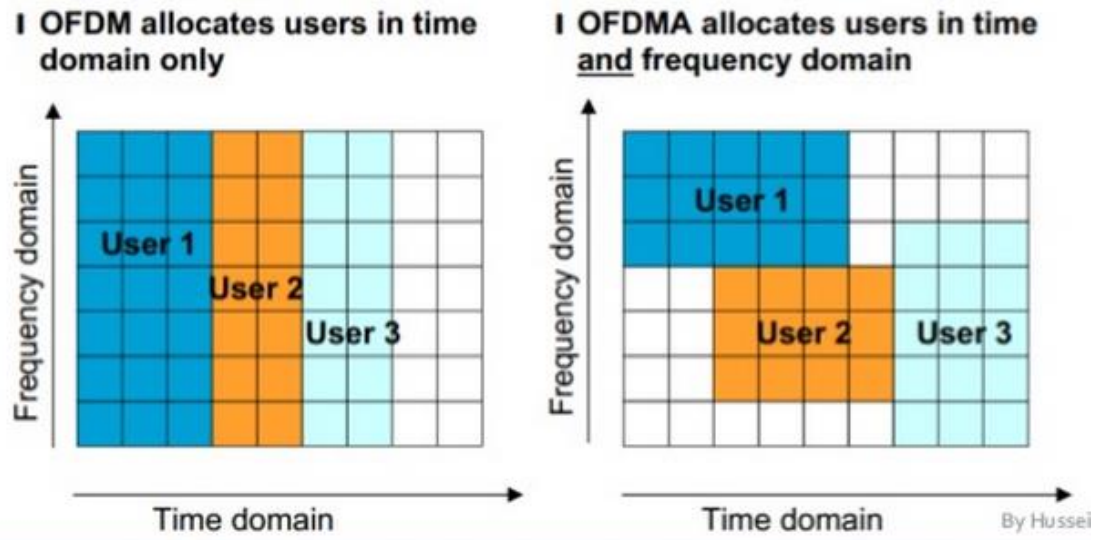 I OFDM allocates users in time
domain only
Frequency domain
User 1
User 2
User 3
Time domain
I OFDMA allocates users in time
and frequency domain
Frequency domain
User 1
User 2
User 3
Time domain
By Hussei